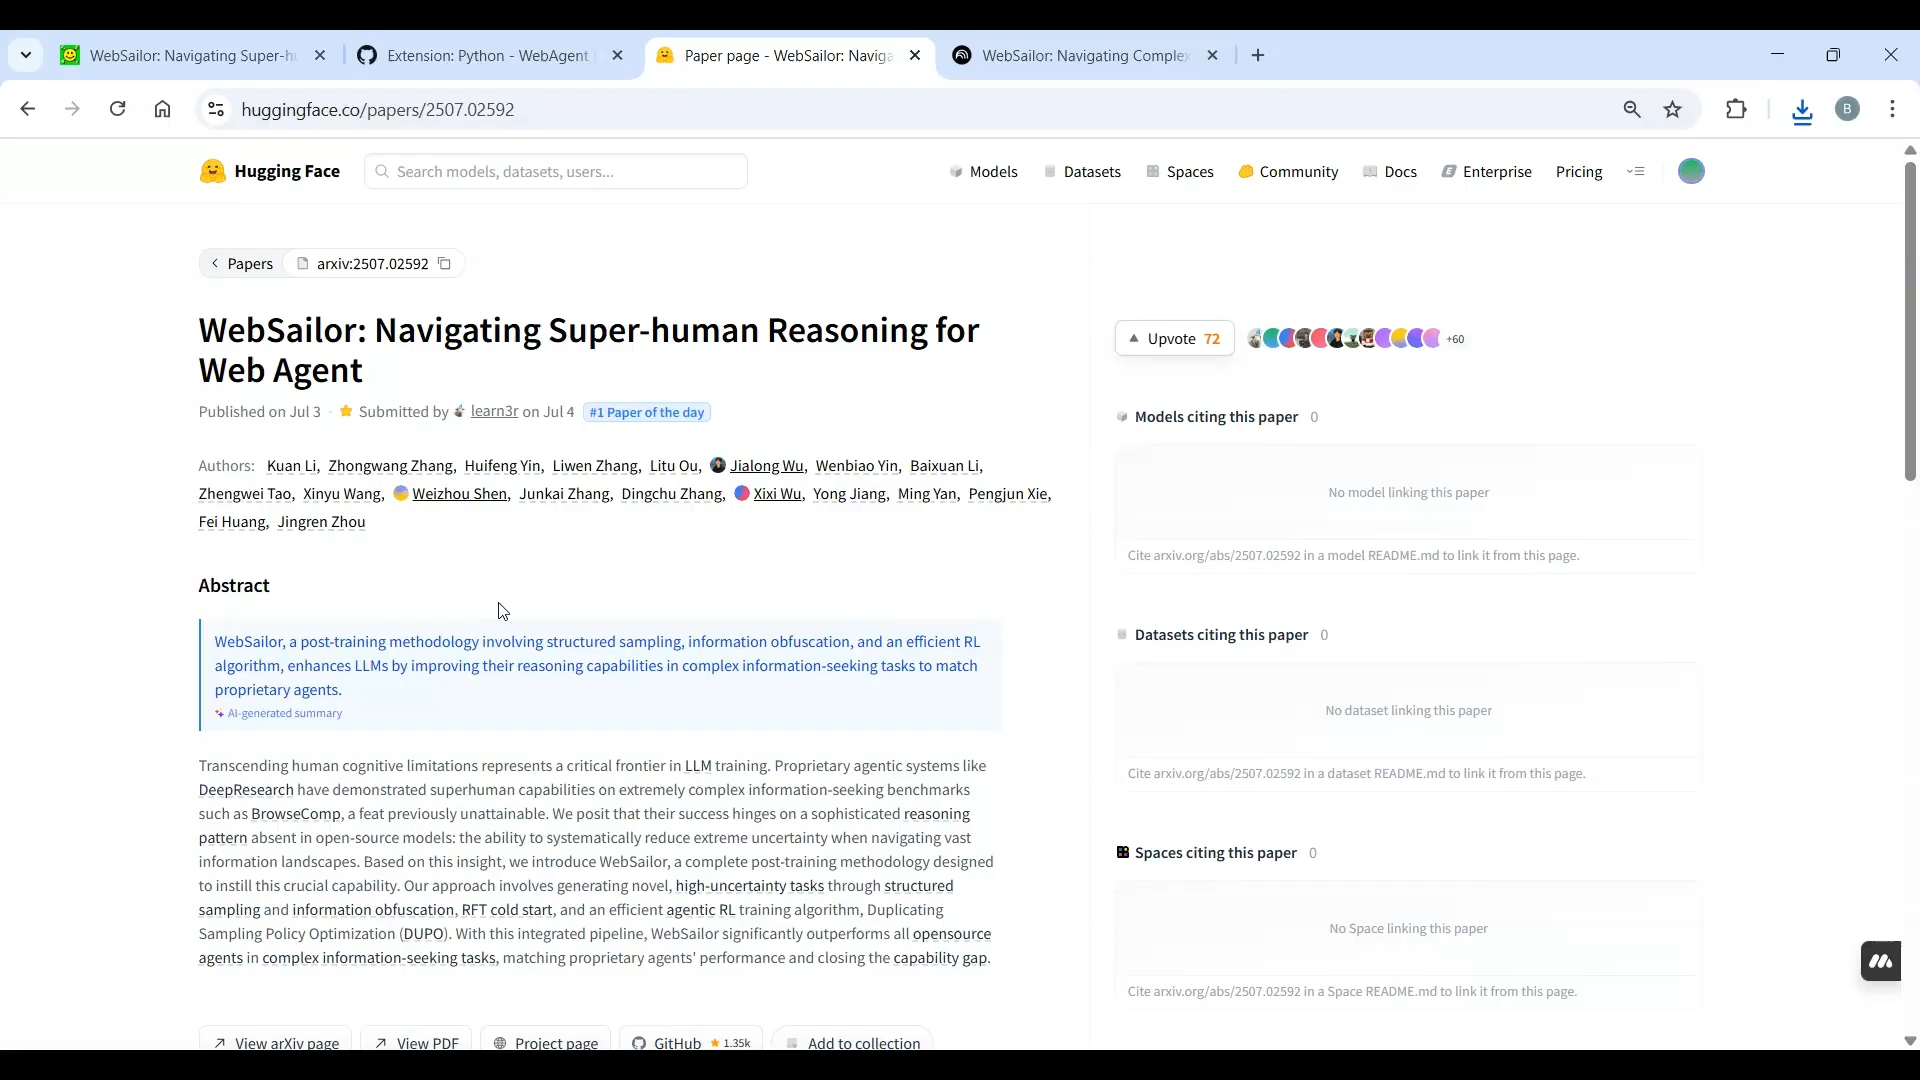 WebSailor: Navigating Super-hu
Extension: Python - WebAgent
Paper page - WebSailor: Naviga
WebSailor: Navigating Complex
huggingface.co/papers/2507.02592
B
Hugging Face
Search models, datasets, users...
Models
Datasets
Spaces
Community
Docs
Enterprise
Pricing
Papers
arxiv:2507.02592
WebSailor: Navigating Super-human Reasoning for
Web Agent
Published on Jul 3 · Submitted by learn3r on Jul 4 #1 Paper of the day
Authors: Kuan Li, Zhongwang Zhang, Huifeng Yin, Liwen Zhang, Litu Ou, Jialong Wu, Wenbiao Yin, Baixuan Li,
Zhengwei Tao, Xinyu Wang, Weizhou Shen, Junkai Zhang, Dingchu Zhang, Xixi Wu, Yong Jiang, Ming Yan, Pengjun Xie,
Fei Huang, Jingren Zhou
Abstract
WebSailor, a post-training methodology involving structured sampling, information obfuscation, and an efficient RL
algorithm, enhances LLMs by improving their reasoning capabilities in complex information-seeking tasks to match
proprietary agents.
AI-generated summary
Transcending human cognitive limitations represents a critical frontier in LLM training. Proprietary agentic systems like
DeepResearch have demonstrated superhuman capabilities on extremely complex information-seeking benchmarks
such as BrowseComp, a feat previously unattainable. We posit that their success hinges on a sophisticated reasoning
pattern absent in open-source models: the ability to systematically reduce extreme uncertainty when navigating vast
information landscapes. Based on this insight, we introduce WebSailor, a complete post-training methodology designed
to instill this crucial capability. Our approach involves generating novel, high-uncertainty tasks through structured
sampling and information obfuscation, RFT cold start, and an efficient agentic RL training algorithm, Duplicating
Sampling Policy Optimization (DUPO). With this integrated pipeline, WebSailor significantly outperforms all opensource
agents in complex information-seeking tasks, matching proprietary agents' performance and closing the capability gap.
View arXiv page
View PDF
Project page
GitHub 1.35k
Add to collection
Upvote 72
+60
Models citing this paper 0
No model linking this paper
Cite arxiv.org/abs/2507.02592 in a model README.md to link it from this page.
Datasets citing this paper 0
No dataset linking this paper
Cite arxiv.org/abs/2507.02592 in a dataset README.md to link it from this page.
Spaces citing this paper 0
No Space linking this paper
Cite arxiv.org/abs/2507.02592 in a Space README.md to link it from this page.